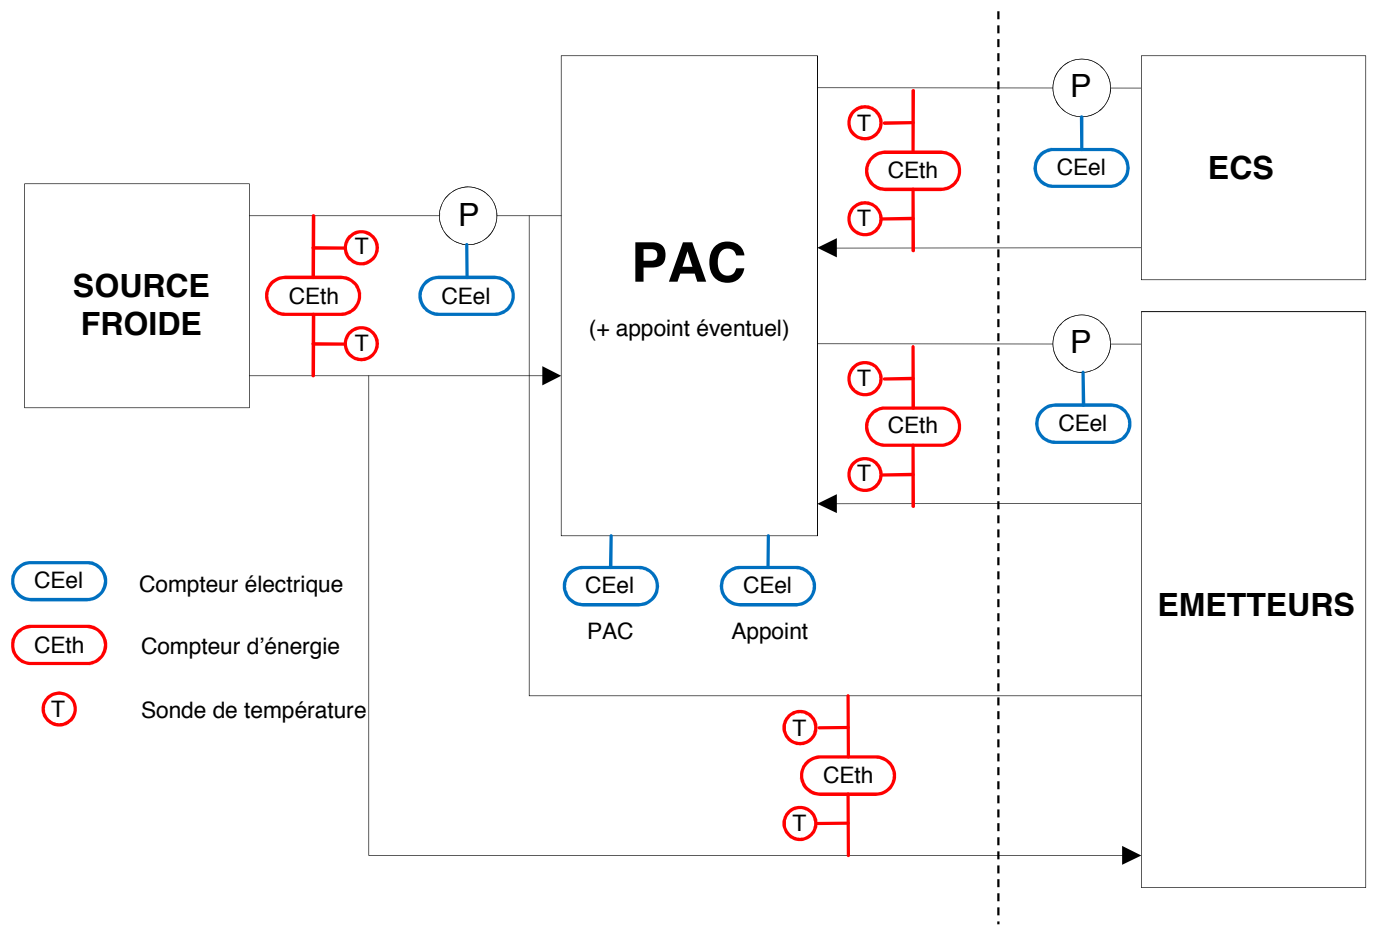 P
P
T
CEth
CEel
ECS
T
P
T
CEth
CEel
T
SOURCE
FROIDE
PAC
(+ appoint éventuel)
P
T
CEth
CEel
T
CEel
Compteur électrique
CEel
CEel
PAC
Appoint
CEth
Compteur d'énergie
T
Sonde de température
EMETTEURS
T
CEth
T